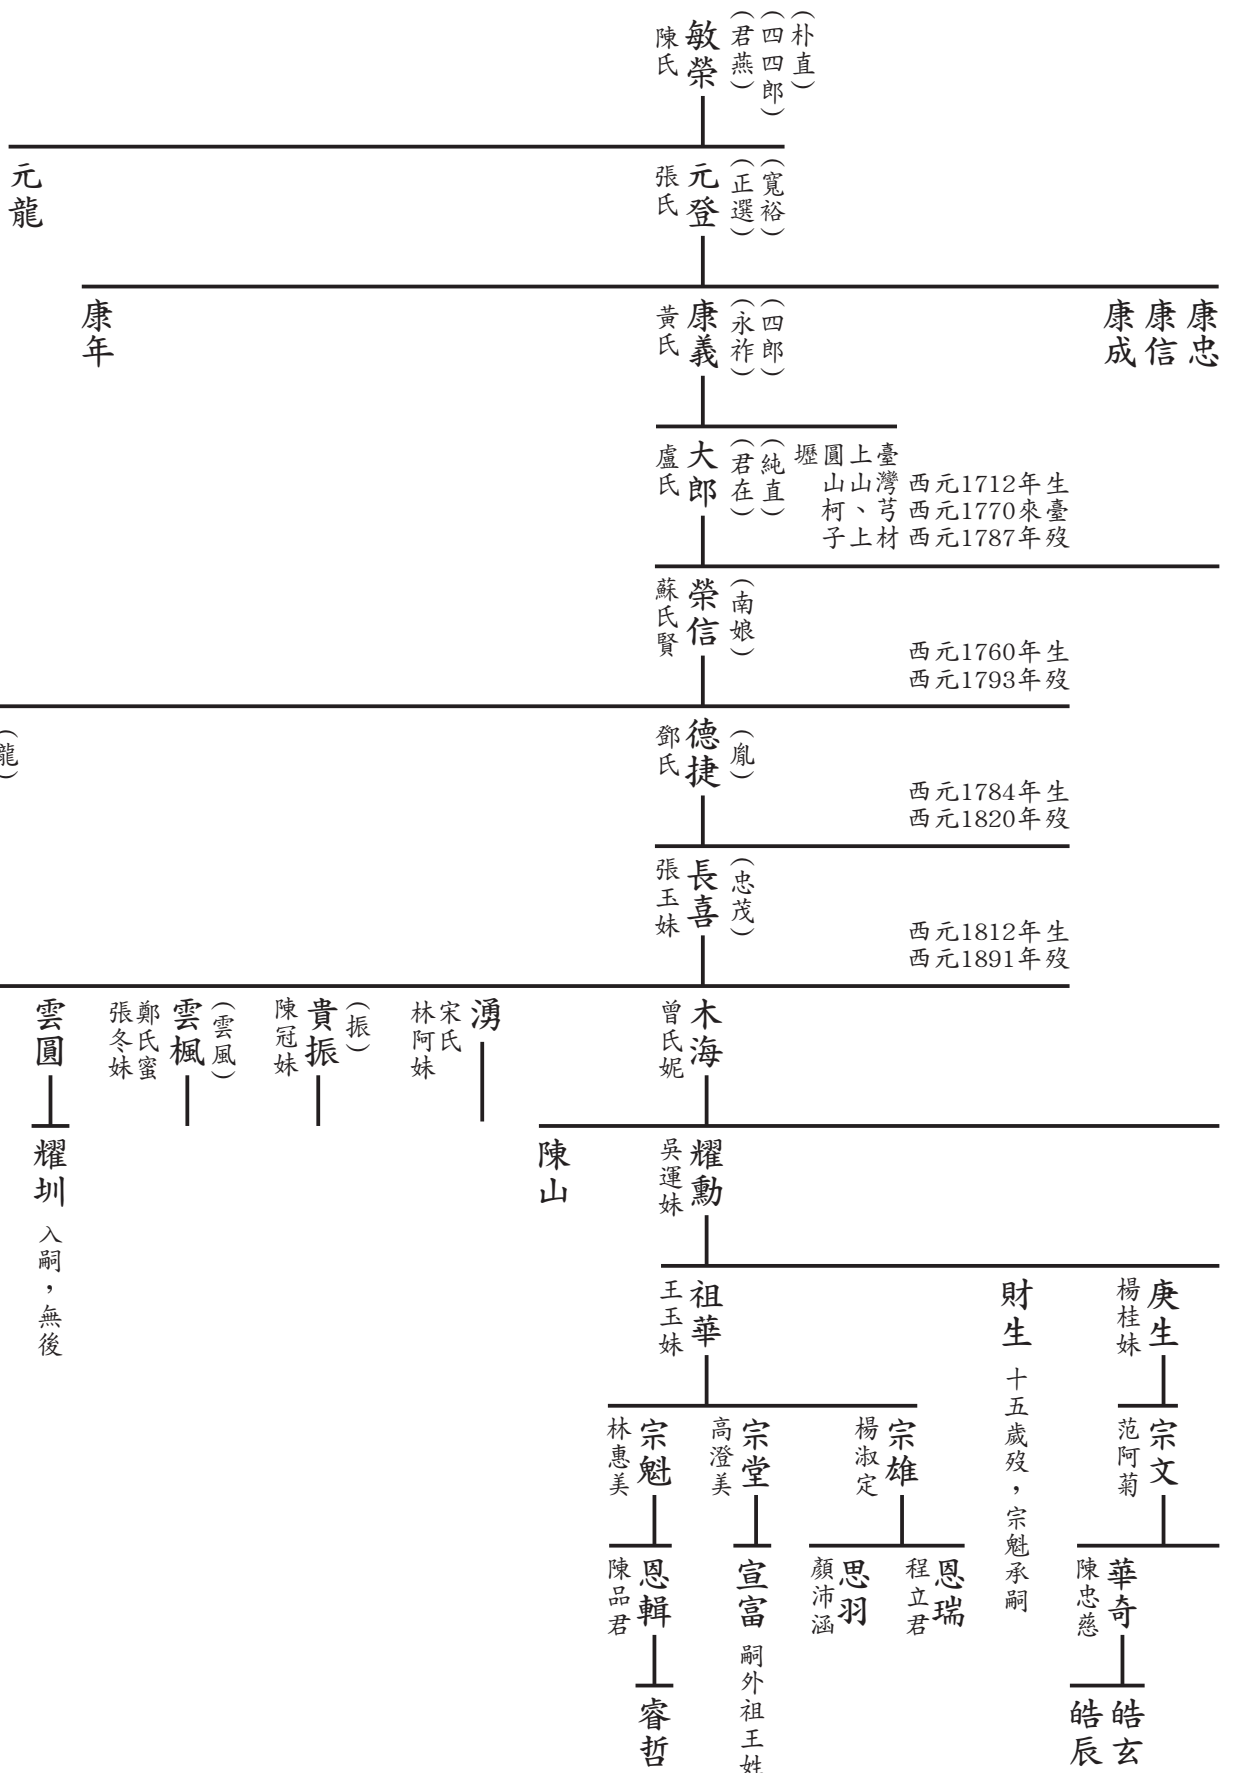 (朴直)
(四四郎)
(君燕)
敏榮
陳氏
(寬裕)
(正選)
元登
張氏
元龍
康忠
康信
康成
(四郎)
(永祚)
康義
黃氏
康年
西元1712年生
西元1770來臺
西元1787年歿
臺灣芎材
上山、上
圓山柯子
壢
(純直)
(君在)
大郎
盧氏
西元1760年生
西元1793年歿
(南娘)
榮信
蘇氏賢
西元1784年生
西元1820年歿
(胤)
德捷
鄧氏
(龍)
西元1812年生
西元1891年歿
(忠茂)
長喜
張玉妹
木海
曾氏妮
湧
宋氏
林阿妹
(振)
貴振
陳冠妹
(雲風)
雲楓
鄭氏蜜
張冬妹
雲圓
耀勳
吳運妹
陳山
耀圳 入嗣，無後
庚生
楊桂妹
財生 十五歲歿，宗魁承嗣
祖華
王玉妹
宗文
范阿菊
宗雄
楊淑定
宗堂
高澄美
宗魁
林惠美
華奇
陳忠慈
恩瑞
程立君
思羽
顏沛涵
宣富 嗣外祖王姓
恩輯
陳品君
皓玄
皓辰
睿哲